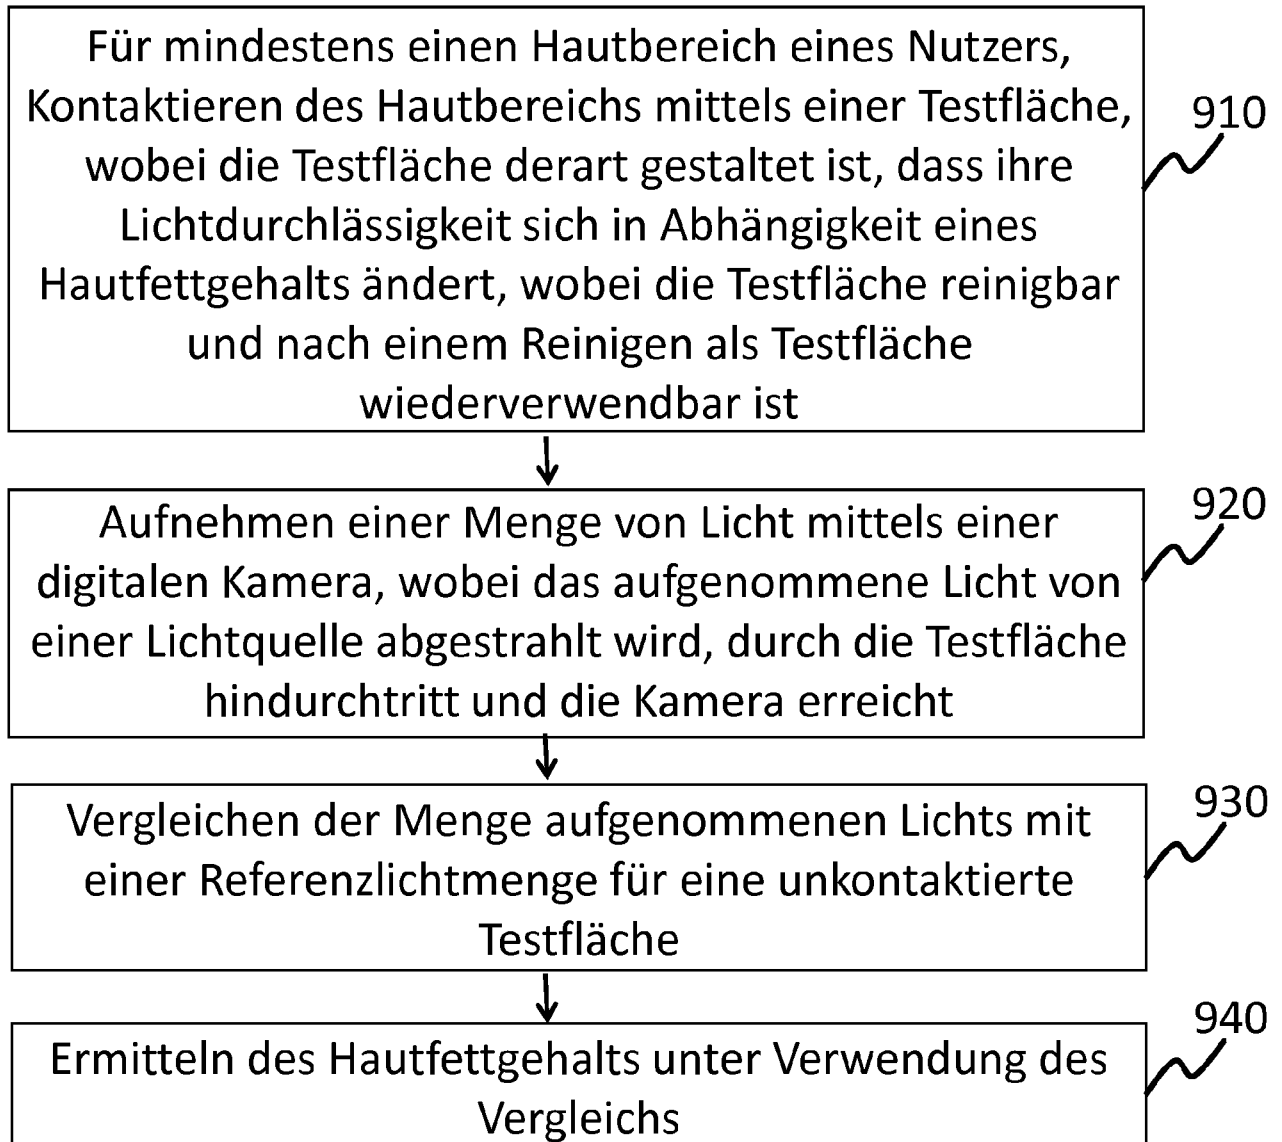 Für mindestens einen Hautbereich eines Nutzers,
Kontaktieren des Hautbereichs mittels einer Testfläche,
wobei die Testfläche derart gestaltet ist, dass ihre
Lichtdurchlässigkeit sich in Abhängigkeit eines
Hautfettgehalts ändert, wobei die Testfläche reinigbar
und nach einem Reinigen als Testfläche
wiederverwendbar ist
910
Aufnehmen einer Menge von Licht mittels einer
digitalen Kamera, wobei das aufgenommene Licht von
einer Lichtquelle abgestrahlt wird, durch die Testfläche
hindurchtritt und die Kamera erreicht
920
Vergleichen der Menge aufgenommenen Lichts mit
einer Referenzlichtmenge für eine unkontaktierte
Testfläche
930
Ermitteln des Hautfettgehalts unter Verwendung des
Vergleichs
940